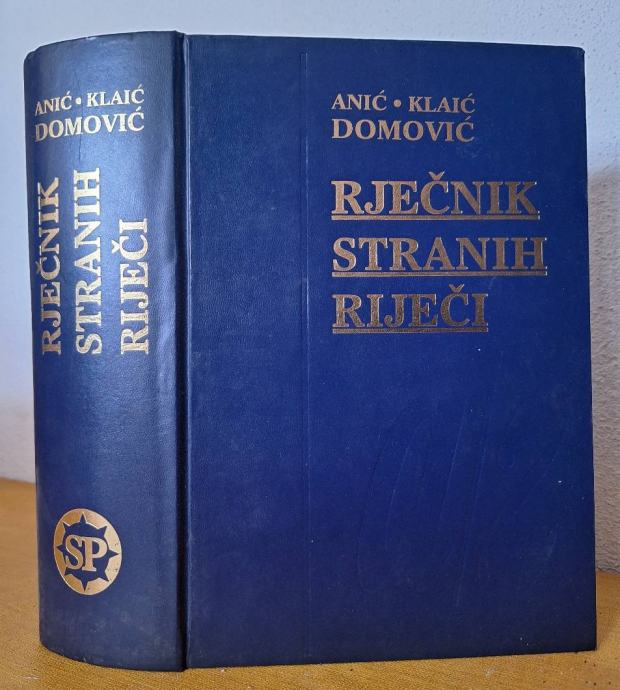 ANIĆ • KLAIĆ
DOMOVIĆ
RJEČNIK
STRANIH
RIJEČI
SP
ANIĆ • KLAIĆ
DOMOVIĆ
RJEČNIK
STRANIH
RIJEČI